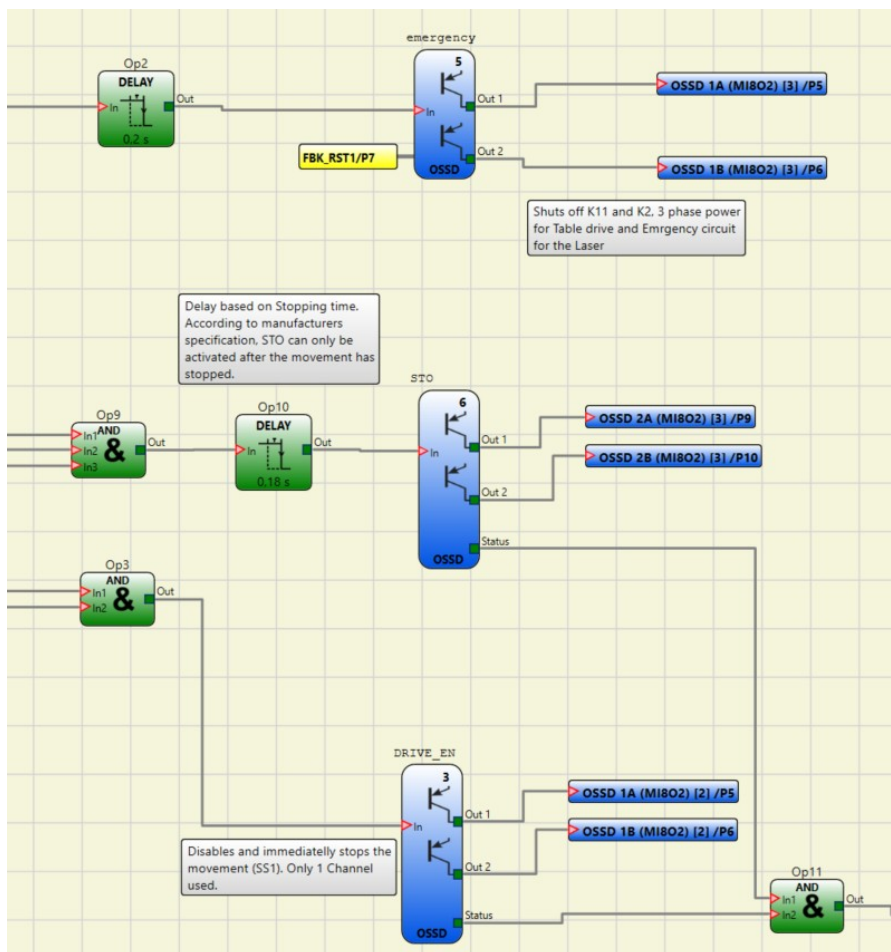 emergency
Op2
DELAY
In
Out
0.2 s
5
In
Out 1
Out 2
OSSD
FBK_RST1/P7
OSSD 1A (MI8O2) [3] /P5
OSSD 1B (MI8O2) [3] /P6
Shuts off K11 and K2, 3 phase power
for Table drive and Emrgency circuit
for the Laser
Delay based on Stopping time.
According to manufacturers
specification, STO can only be
activated after the movement has
stopped.
STO
Op9
AND
In1
In2
In3
&
Out
Op10
DELAY
In
Out
0.18 s
6
In
Out 1
Out 2
Status
OSSD
OSSD 2A (MI8O2) [3] /P9
OSSD 2B (MI8O2) [3] /P10
Op3
AND
In1
In2
&
Out
DRIVE_EN
3
In
Out 1
Out 2
Status
OSSD
OSSD 1A (MI8O2) [2] /P5
OSSD 1B (MI8O2) [2] /P6
Disables and immediatelly stops the
movement (SS1). Only 1 Channel
used.
Op11
AND
In1
In2
&
Out